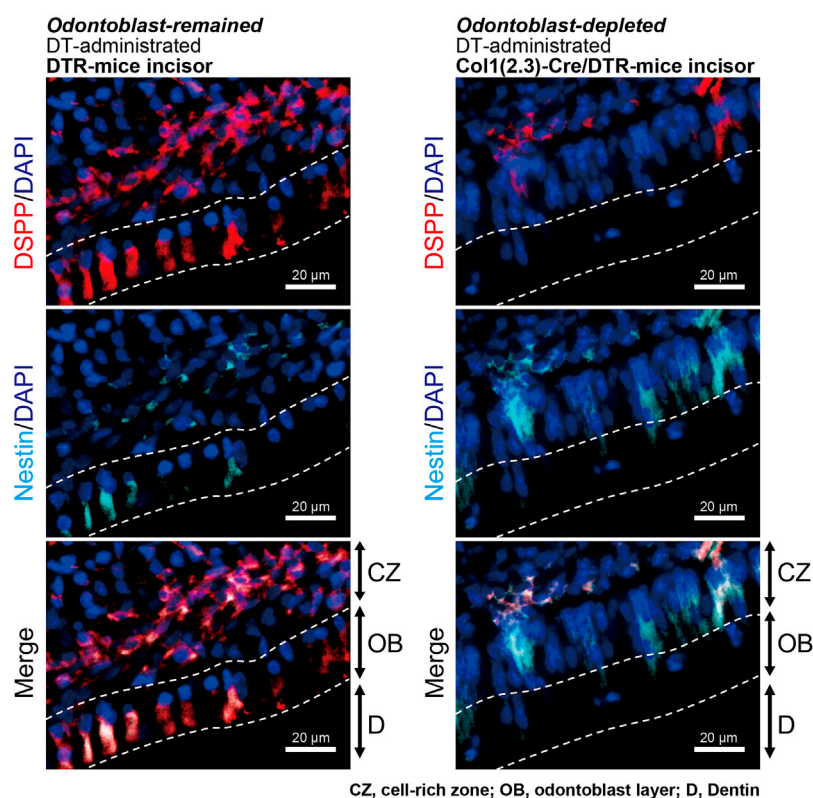 Odontoblast-remained
DT-administrated
DTR-mice incisor
Odontoblast-depleted
DT-administrated
Col1(2.3)-Cre/DTR-mice incisor
DSPP/DAPI
20 μm
DSPP/DAPI
20 μm
Nestin/DAPI
20 μm
Nestin/DAPI
20 μm
Merge
CZ
OB
D
20 μm
Merge
CZ
OB
D
20 μm
CZ, cell-rich zone; OB, odontoblast layer; D, Dentin